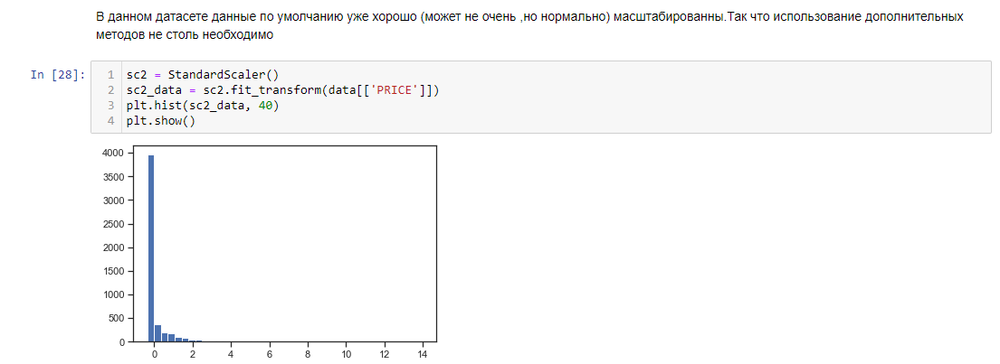 В данном датасете данные по умолчанию уже хорошо (может не очень ,но нормально) масштабированны.Так что использование дополнительных
методов не столь необходимо
In [28]:
1 sc2 = StandardScaler()
2 sc2_data = sc2.fit_transform(data[['PRICE']])
3 plt.hist(sc2_data, 40)
4 plt.show()
4000
3500
3000
2500
2000
1500
1000
500
0
0 2 4 6 8 10 12 14